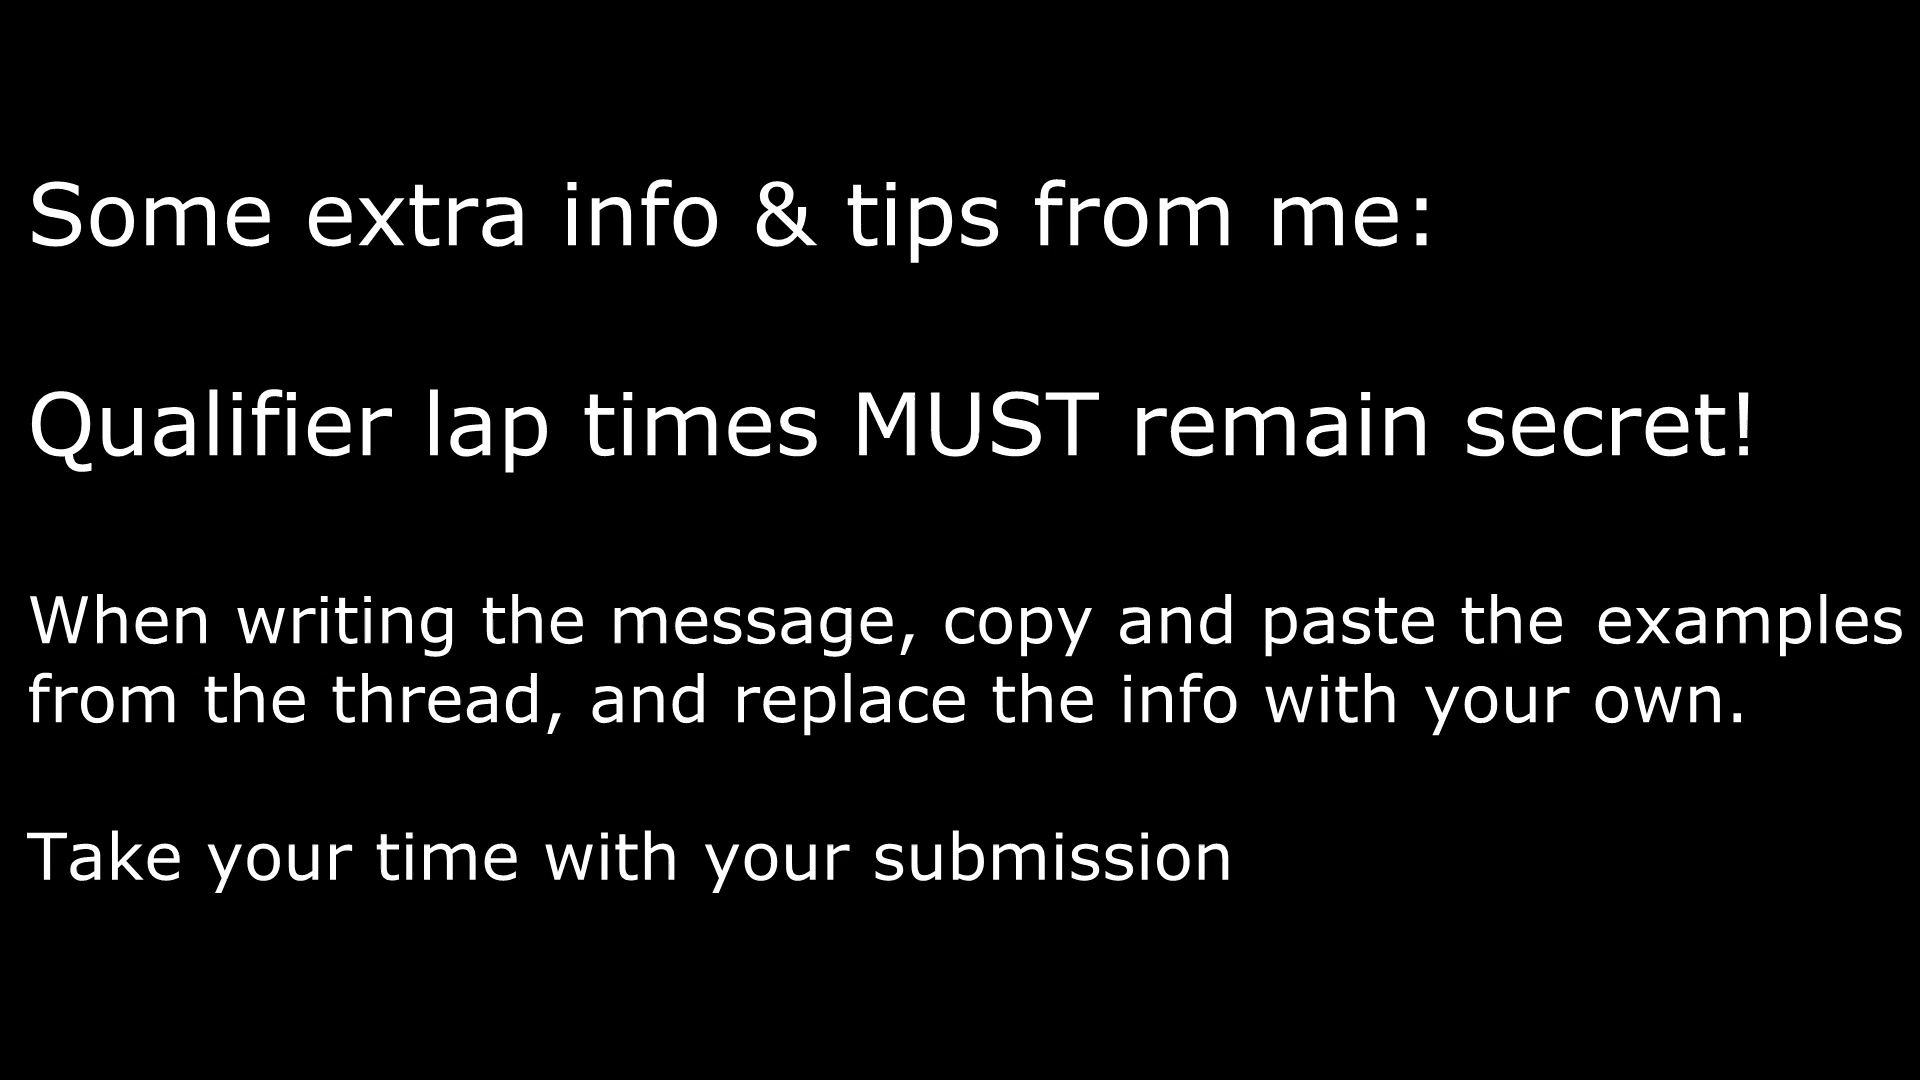 Some extra info & tips from me:
Qualifier lap times MUST remain secret!
When writing the message, copy and paste the examples
from the thread, and replace the info with your own.
Take your time with your submission